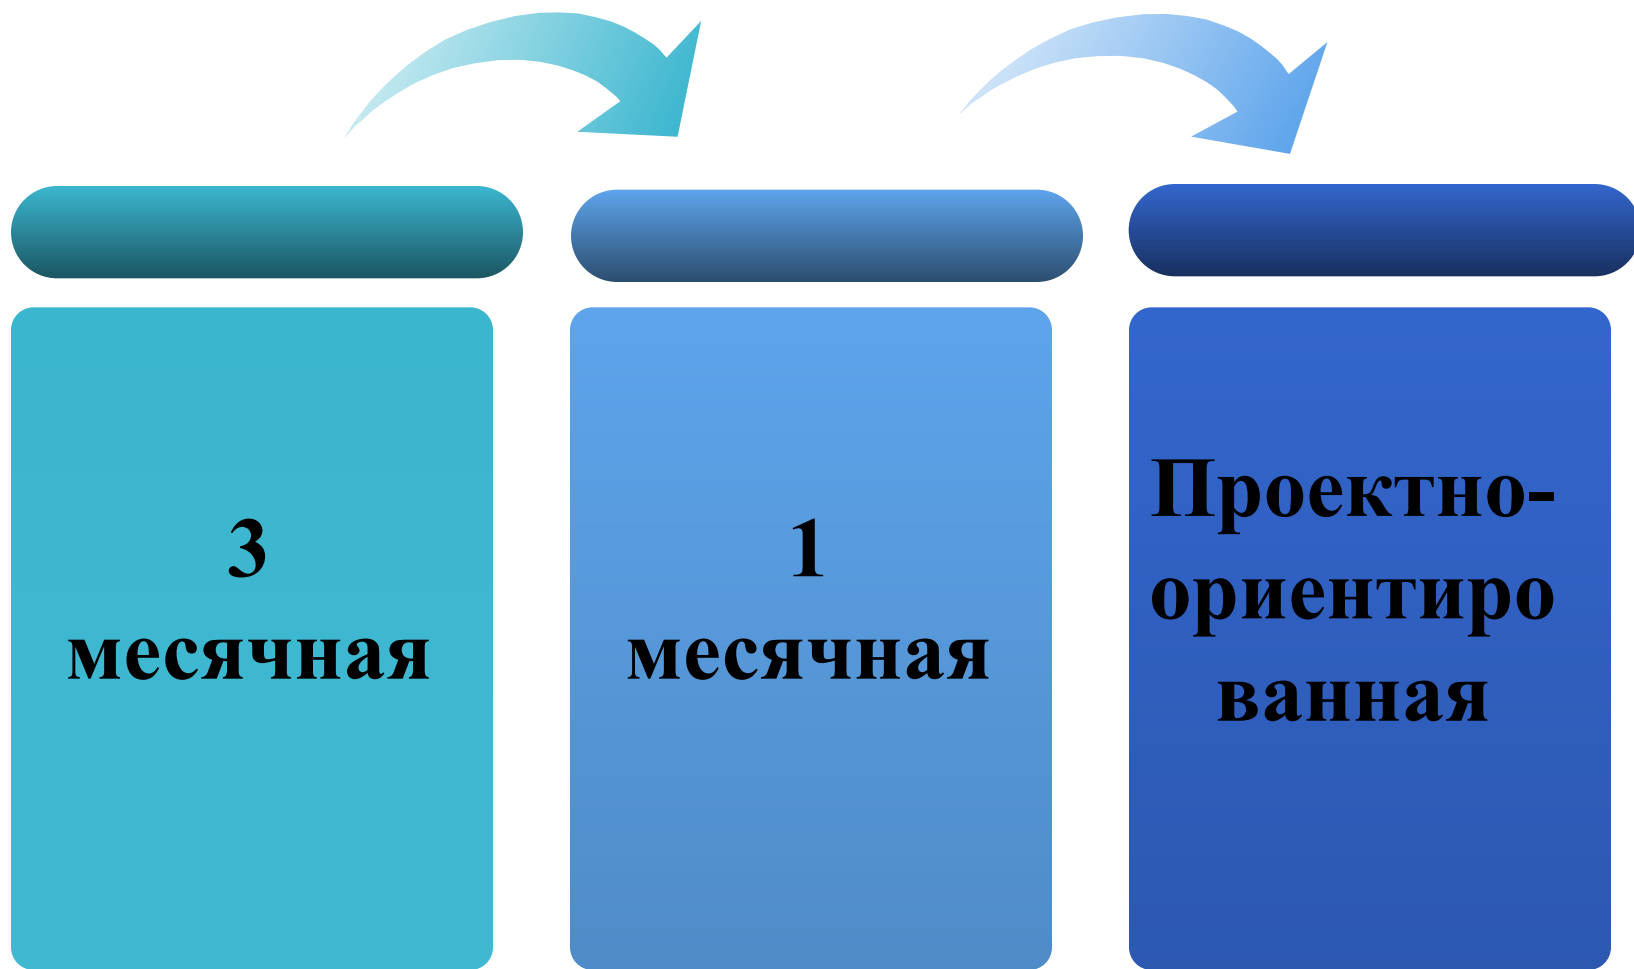 3
месячная
1
месячная
Проектно-
ориентиро
ванная